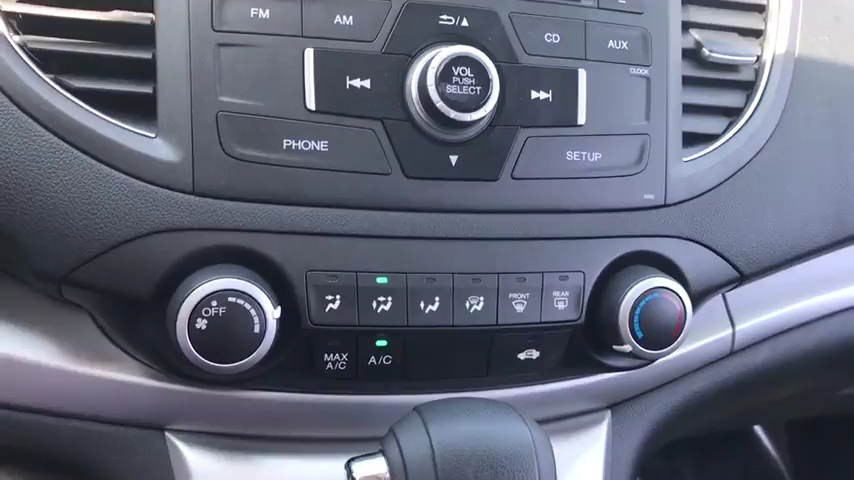 FM
AM
CD
AUX
VOL
PUSH
SELECT
CLOCK
PHONE
SETUP
OFF
FRONT
REAR
MAX
A/C
A/C